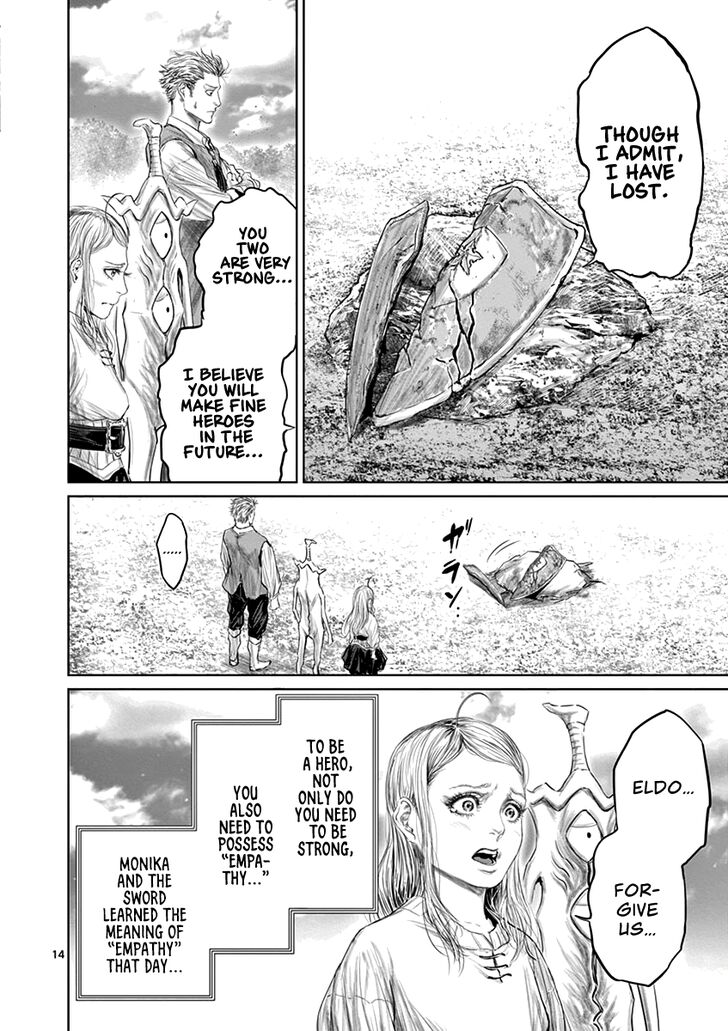 THOUGH
I ADMIT,
I HAVE
LOST.
YOU
TWO
ARE VERY
STRONG...
I BELIEVE
YOU WILL
MAKE FINE
HEROES
IN THE
FUTURE...
ガラン
......
ELDO...
FOR-
GIVE
US...
TO BE
A HERO,
NOT
ONLY DO
YOU NEED
TO BE
STRONG,
YOU
ALSO
NEED TO
POSSESS
"EMPA-
THY..."
MONIKA
AND THE
SWORD
LEARNED THE
MEANING OF
"EMPATHY"
THAT DAY...
14